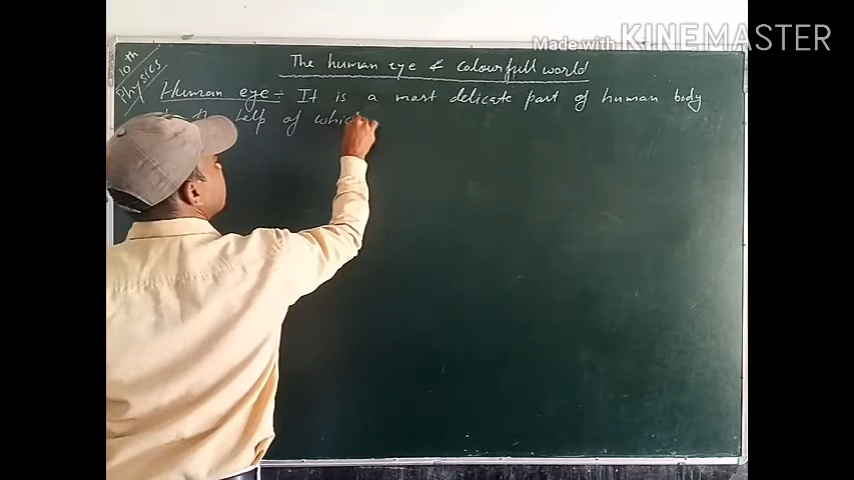 Made with KINEMASTER
10th
Physics
The human eye & colourfull world
Human eye :- It is a most delicate part of human body
help of which